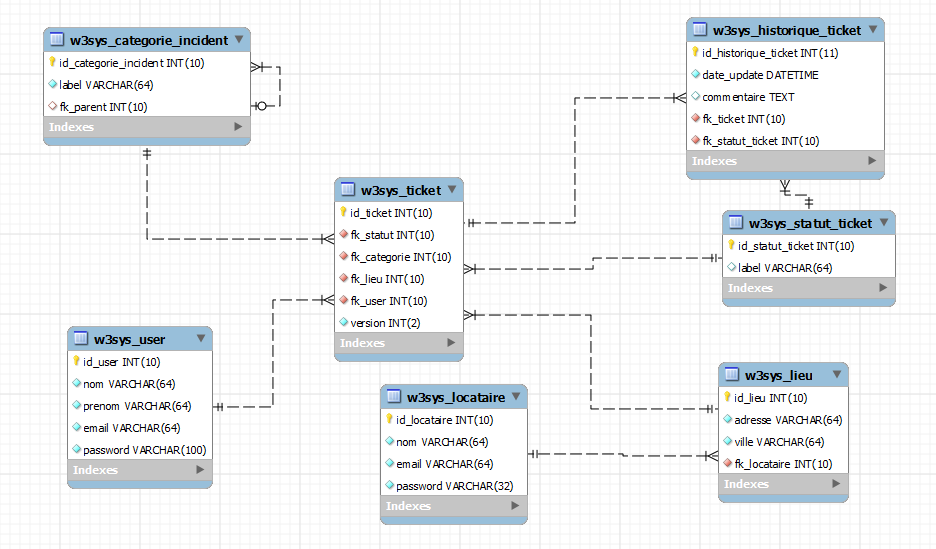 w3sys_categorie_incident
id_categorie_incident INT(10)
label VARCHAR(64)
fk_parent INT(10)
Indexes
w3sys_historique_ticket
id_historique_ticket INT(11)
date_update DATETIME
commentaire TEXT
fk_ticket INT(10)
fk_statut_ticket INT(10)
Indexes
w3sys_ticket
id_ticket INT(10)
fk_statut INT(10)
fk_categorie INT(10)
fk_lieu INT(10)
fk_user INT(10)
version INT(2)
Indexes
w3sys_statut_ticket
id_statut_ticket INT(10)
label VARCHAR(64)
Indexes
w3sys_user
id_user INT(10)
nom VARCHAR(64)
prenom VARCHAR(64)
email VARCHAR(64)
password VARCHAR(100)
Indexes
w3sys_locataire
id_locataire INT(10)
nom VARCHAR(64)
email VARCHAR(64)
password VARCHAR(32)
Indexes
w3sys_lieu
id_lieu INT(10)
adresse VARCHAR(64)
ville VARCHAR(64)
fk_locataire INT(10)
Indexes